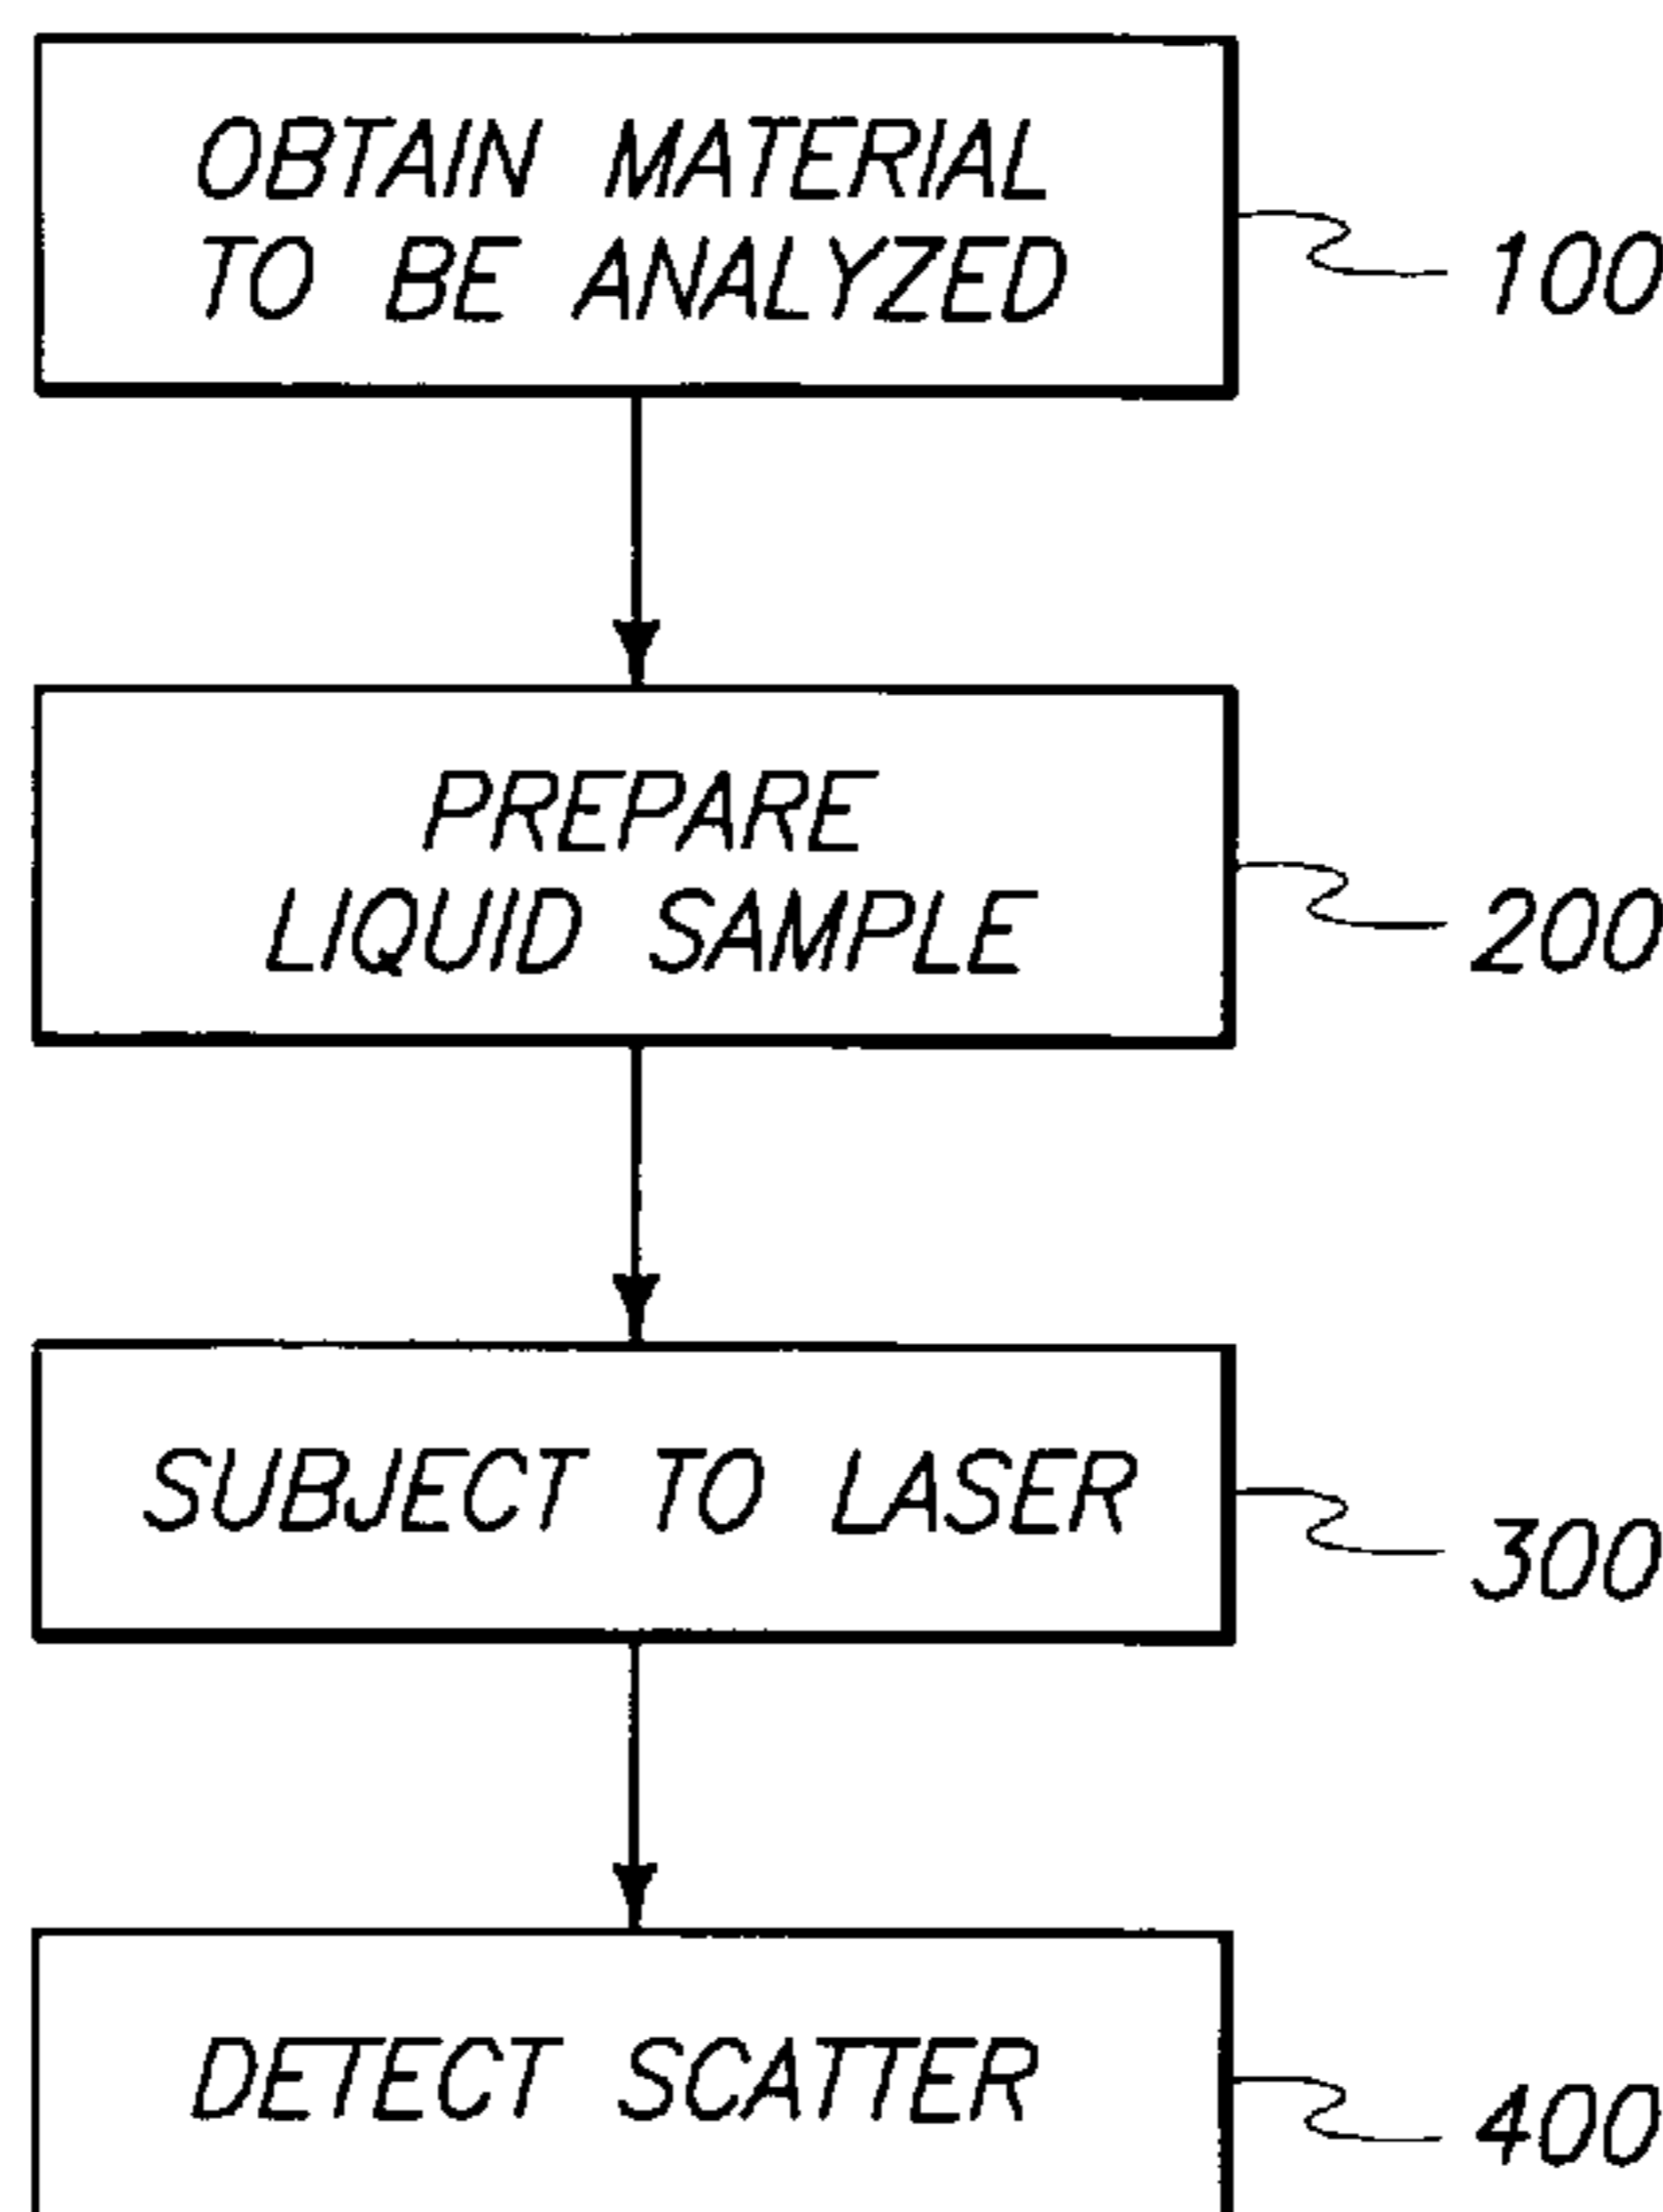 OBTAIN MATERIAL
TO BE ANALYZED
100
PREPARE
LIQUID SAMPLE
200
SUBJECT TO LASER
300
DETECT SCATTER
400